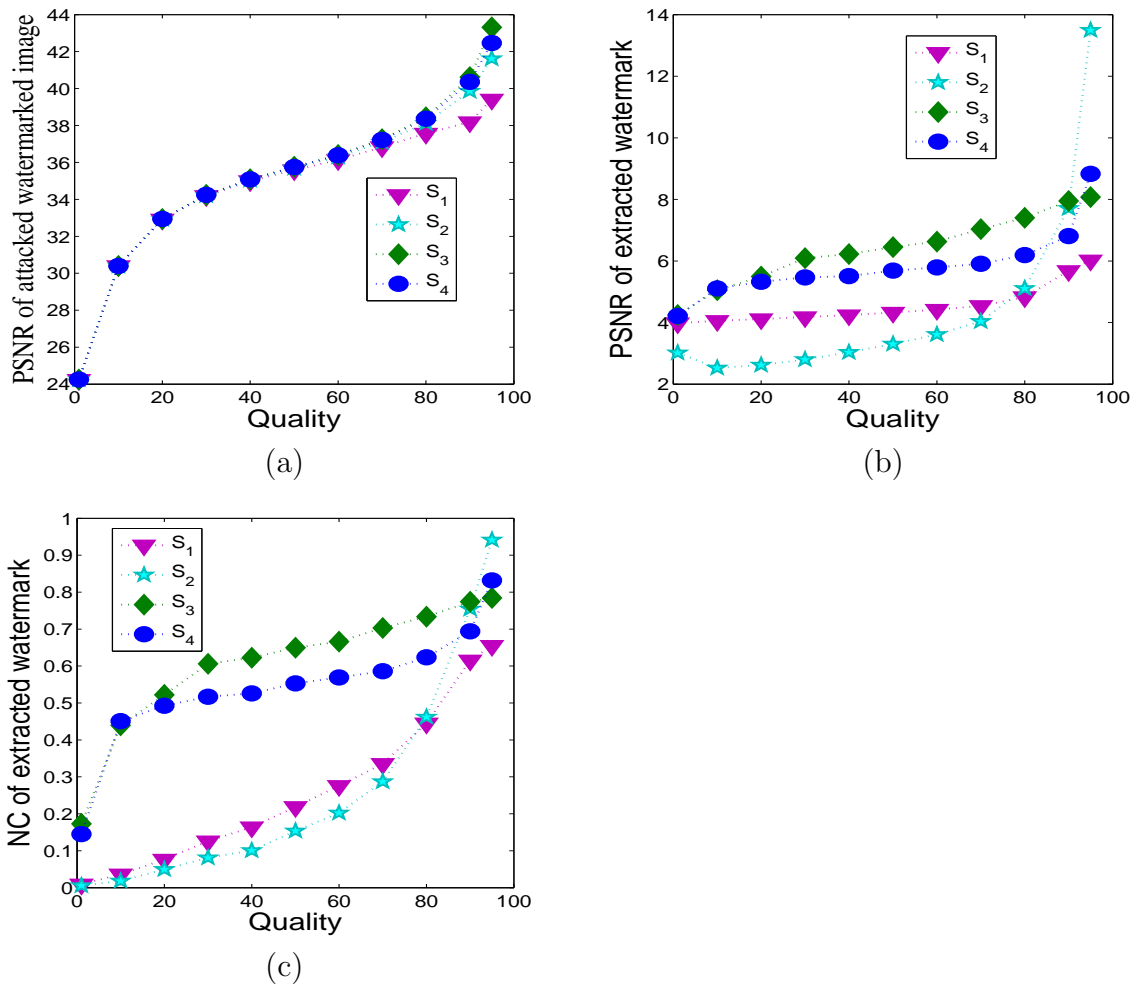 PSNR of attacked watermarked image
44
42
40
38
36
34
32
30
28
26
24
0 20 40 60 80 100
Quality
S1
S2
S3
S4
(a)
PSNR of extracted watermark
14
12
10
8
6
4
2
0 20 40 60 80 100
Quality
S1
S2
S3
S4
(b)
NC of extracted watermark
1
0.9
0.8
0.7
0.6
0.5
0.4
0.3
0.2
0.1
0
0 20 40 60 80 100
Quality
S1
S2
S3
S4
(c)